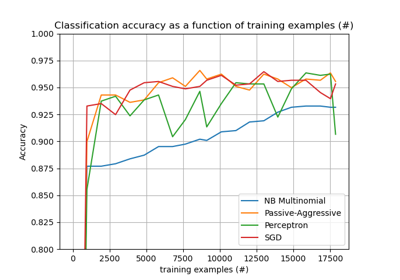 Classification accuracy as a function of training examples (#)
1.000
0.975
0.950
0.925
0.900
0.875
0.850
0.825
0.800
Accuracy
NB Multinomial
Passive-Aggressive
Perceptron
SGD
0 2500 5000 7500 10000 12500 15000 17500
training examples (#)